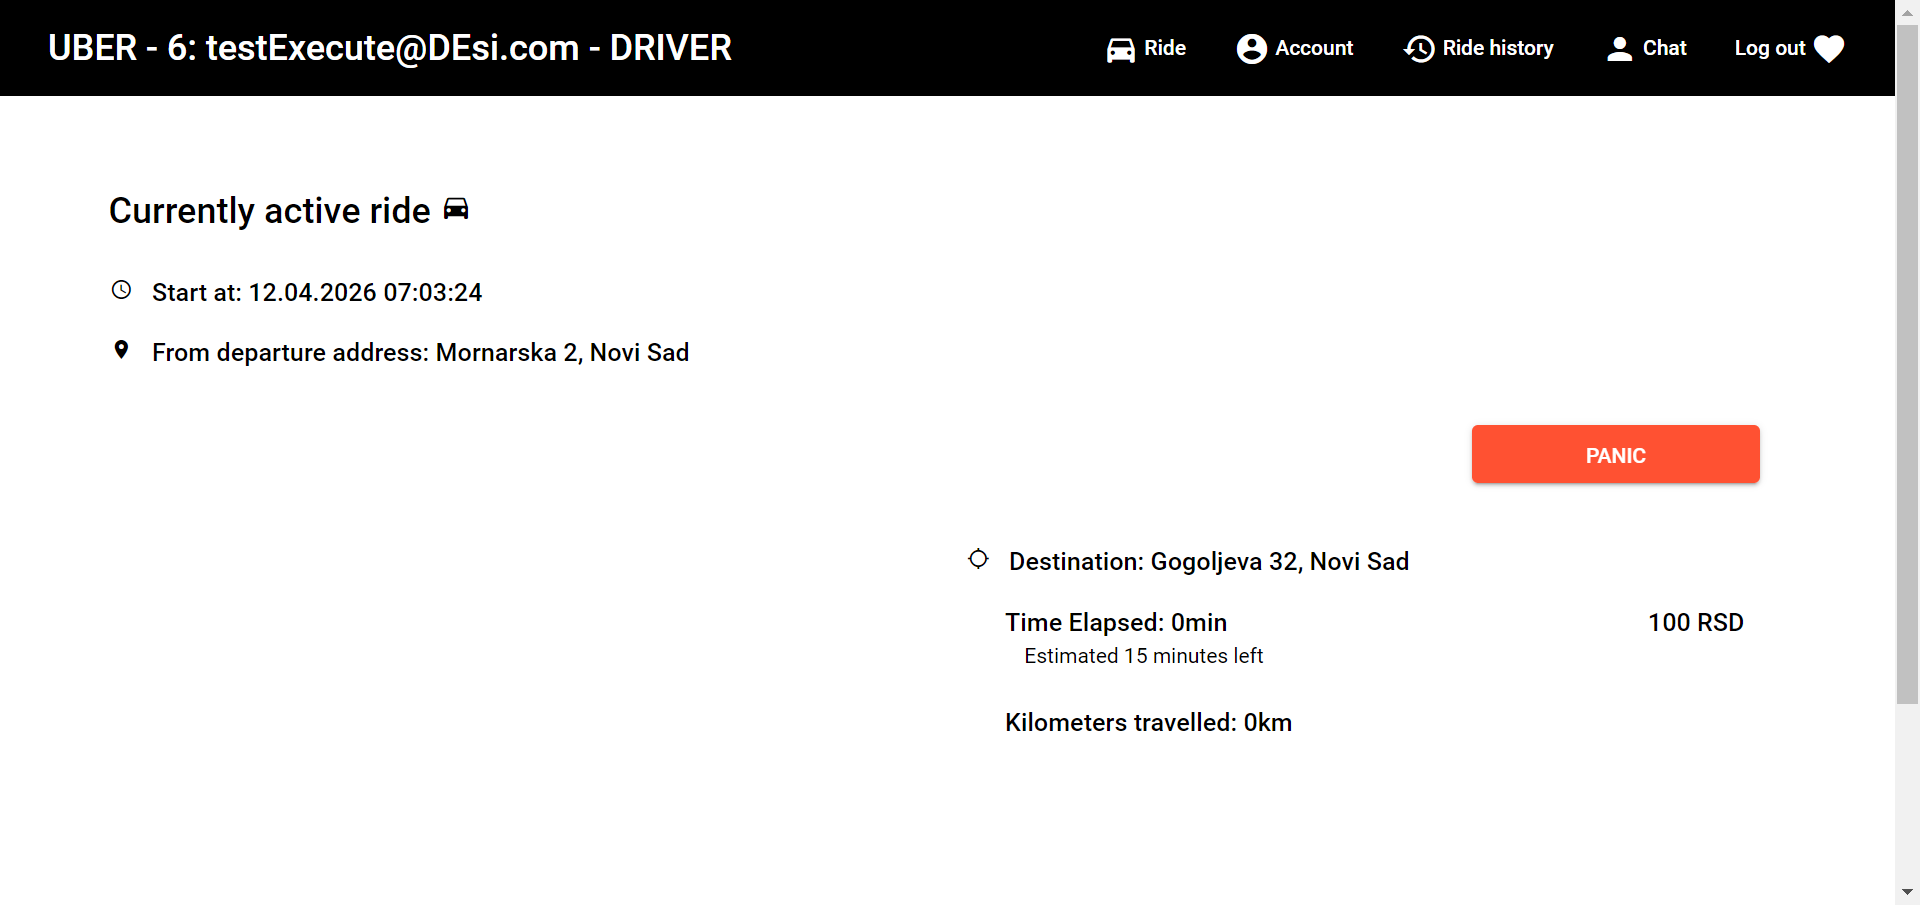 UBER - 6: testExecute@DEsi.com - DRIVER
Ride
Account
Ride history
Chat
Log out
Currently active ride
Start at: 12.04.2026 07:03:24
From departure address: Mornarska 2, Novi Sad
PANIC
Destination: Gogoljeva 32, Novi Sad
Time Elapsed: 0min
100 RSD
Estimated 15 minutes left
Kilometers travelled: 0km